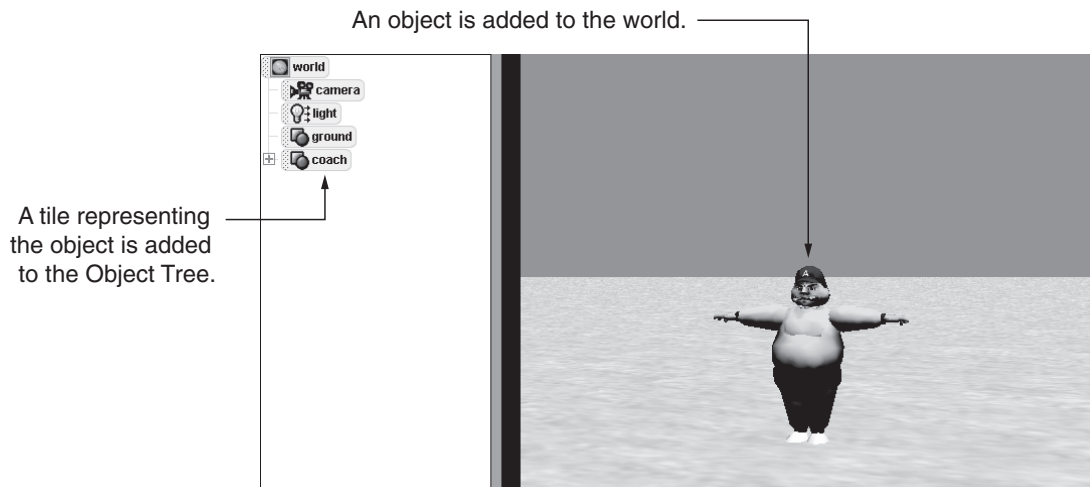 An object is added to the world.
world
camera
light
ground
coach
A tile representing
the object is added
to the Object Tree.
A